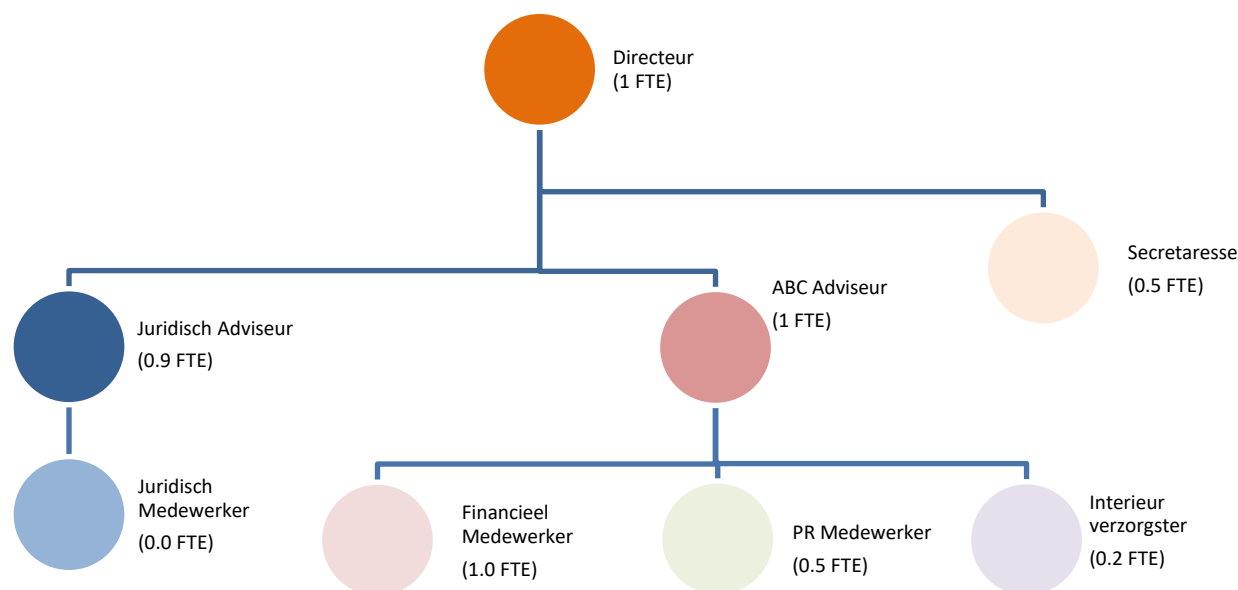 Directeur
(1 FTE)
Secretaresse
(0.5 FTE)
ABC Adviseur
(1 FTE)
Juridisch Adviseur
(0.9 FTE)
Juridisch
Medewerker
(0.0 FTE)
Financieel
Medewerker
(1.0 FTE)
PR Medewerker
(0.5 FTE)
Interieur
verzorgster
(0.2 FTE)